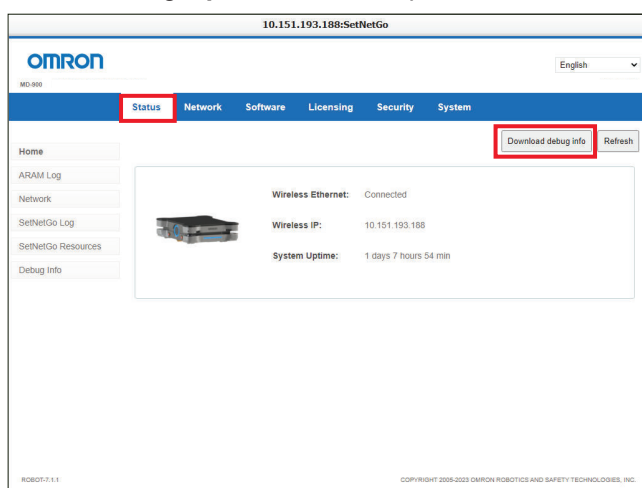 10.151.193.188:SetNetGo
OMRON
English
MD-900
Status Network Software Licensing Security System
Download debug info Refresh
Home
ARAM Log
Network
SetNetGo Log
SetNetGo Resources
Debug Info
Wireless Ethernet: Connected
Wireless IP: 10.151.193.188
System Uptime: 1 days 7 hours 54 min
ROBOT-7.1.1
COPYRIGHT 2005-2023 OMRON ROBOTICS AND SAFETY TECHNOLOGIES, INC.